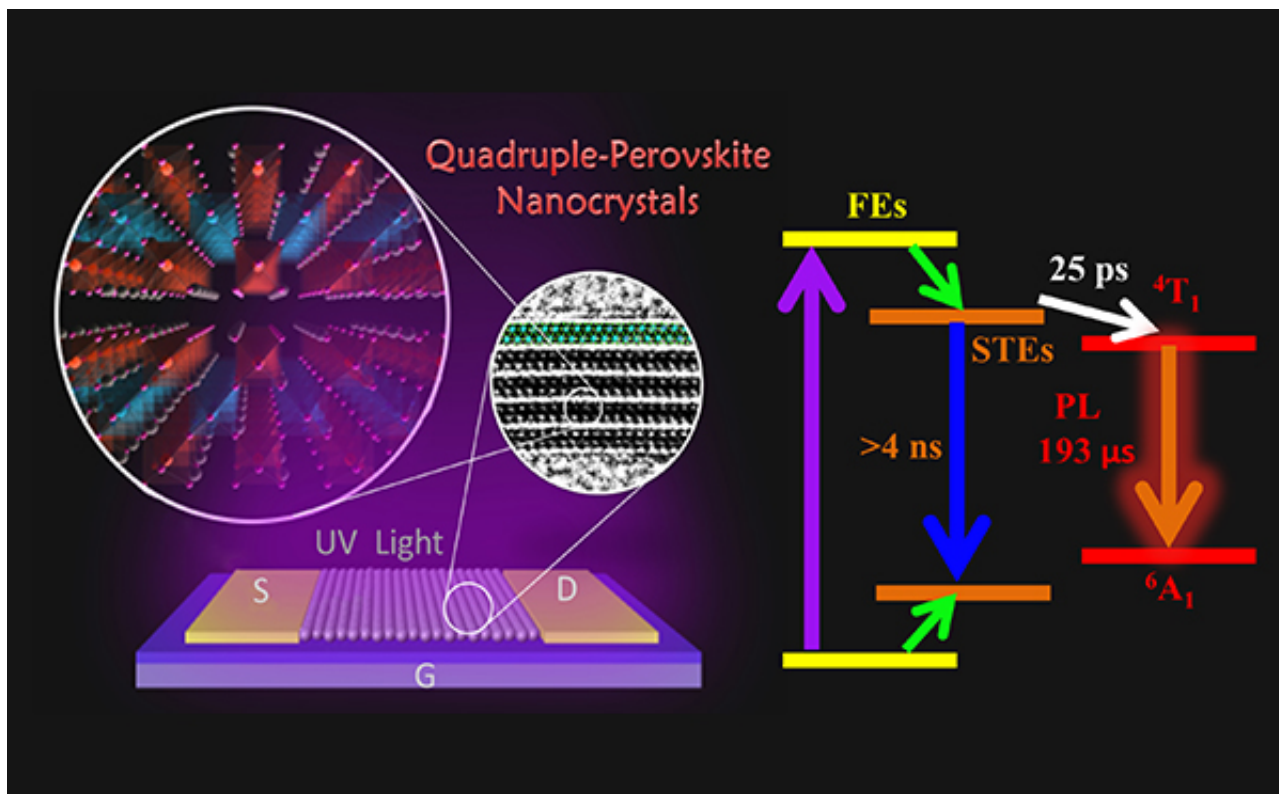 Quadruple-Perovskite
Nanocrystals
UV Light
S
D
G
FEs
25 ps
⁴T₁
STEs
PL
193 μs
>4 ns
⁶A₁